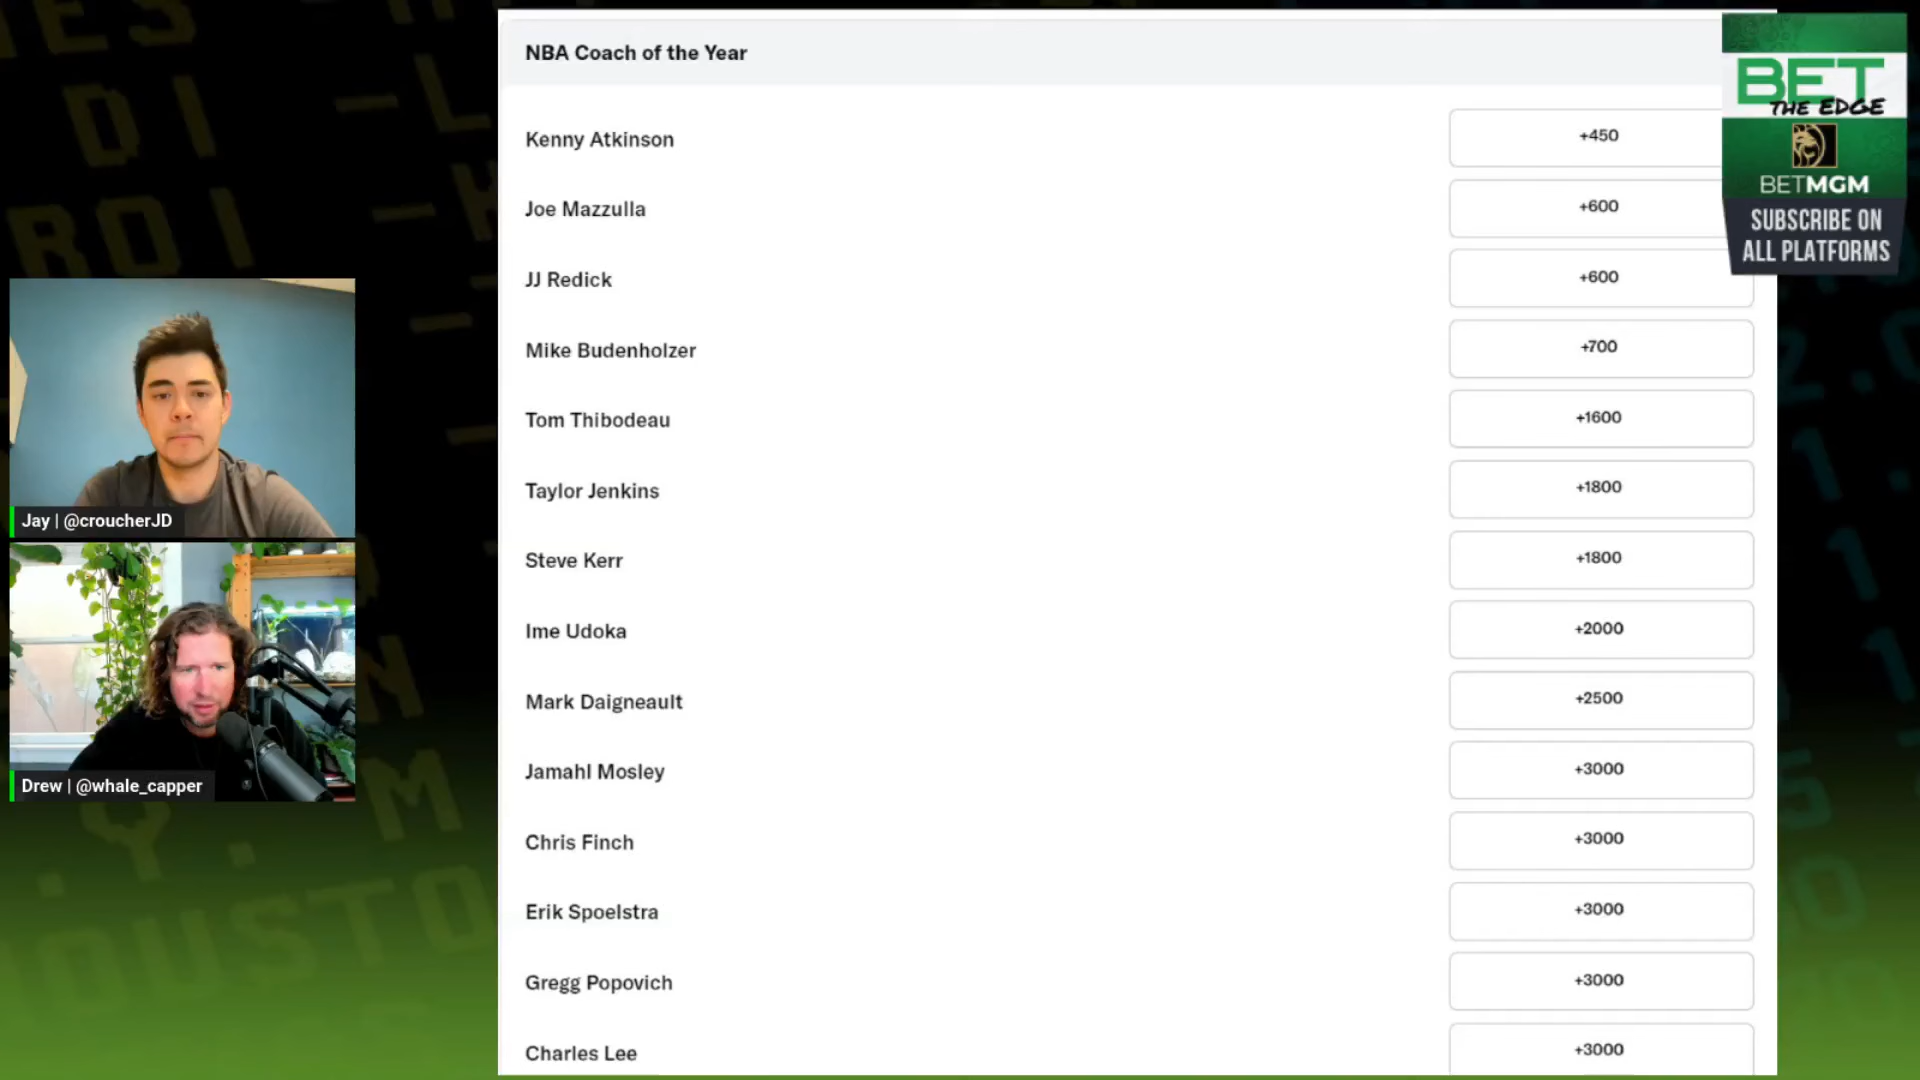 NBA Coach of the Year
Kenny Atkinson +450
Joe Mazzulla +600
JJ Redick +600
Mike Budenholzer +700
Tom Thibodeau +1600
Taylor Jenkins +1800
Steve Kerr +1800
Ime Udoka +2000
Mark Daigneault +2500
Jamahl Mosley +3000
Chris Finch +3000
Erik Spoelstra +3000
Gregg Popovich +3000
Charles Lee +3000
BET
THE EDGE
BETMGM
SUBSCRIBE ON
ALL PLATFORMS
Jay | @croucherJD
Drew | @whale_capper